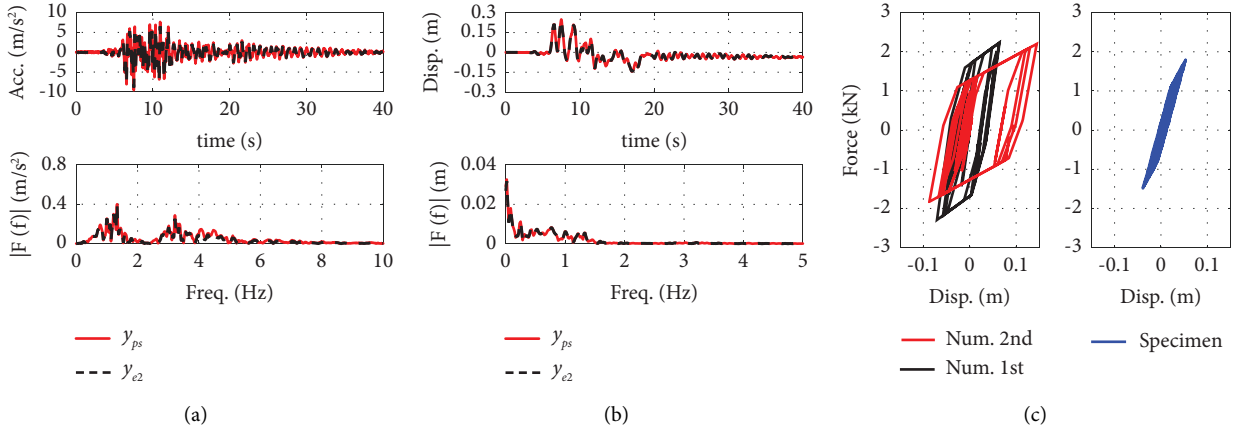 10
5
0
-5
-10
Acc. (m/s²)
0 10 20 30 40
time (s)
0.8
0.4
0
|F (f)| (m/s²)
0 2 4 6 8 10
Freq. (Hz)
y_ps
y_e2
(a)
0.3
0.15
0
-0.15
-0.3
Disp. (m)
0 10 20 30 40
time (s)
0.04
0.02
0
|F (f)| (m)
0 1 2 3 4 5
Freq. (Hz)
y_ps
y_e2
(b)
3
2
1
0
-1
-2
-3
Force (kN)
-0.1 0 0.1
Disp. (m)
Num. 2nd
Num. 1st
3
2
1
0
-1
-2
-3
-0.1 0 0.1
Disp. (m)
Specimen
(c)